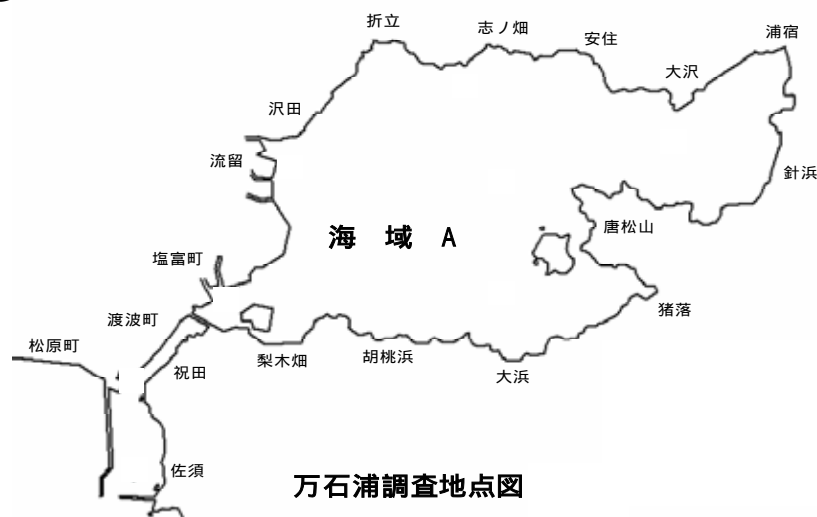 折立
志ノ畑
安住
浦宿
大沢
沢田
流留
針浜
唐松山
海 域 A
塩富町
猪落
渡波町
松原町
梨木畑
胡桃浜
祝田
大浜
佐須
万石浦調査地点図